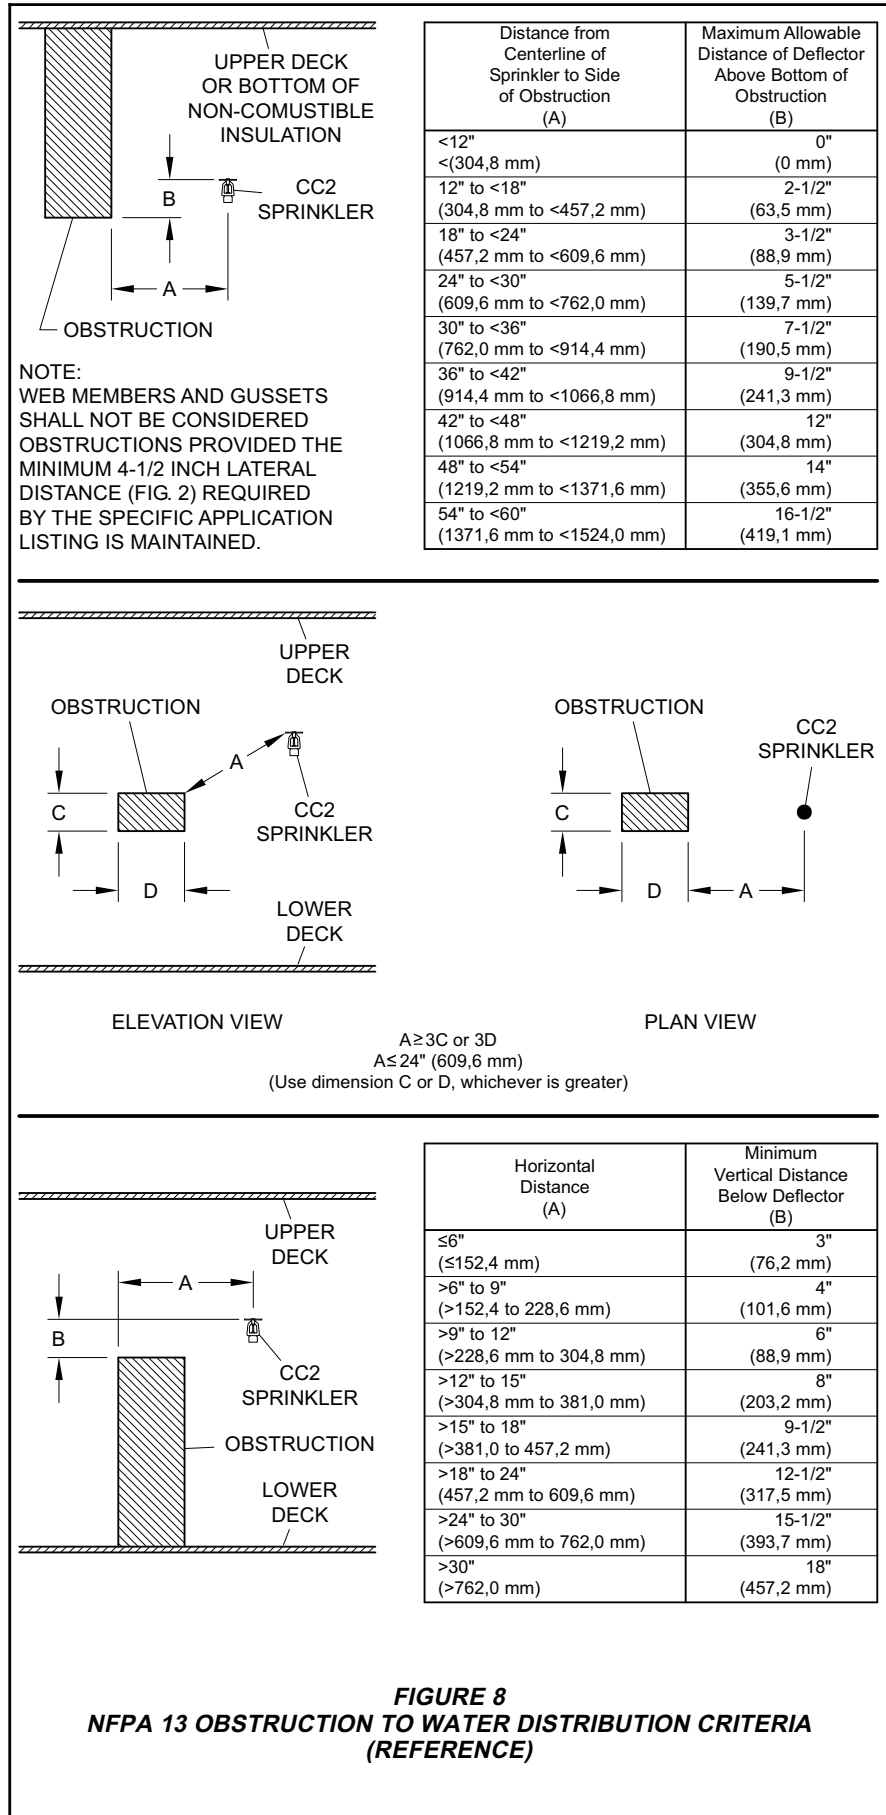 UPPER DECK
OR BOTTOM OF
NON-COMUSTIBLE
INSULATION
B
CC2
SPRINKLER
A
OBSTRUCTION
NOTE:
WEB MEMBERS AND GUSSETS
SHALL NOT BE CONSIDERED
OBSTRUCTIONS PROVIDED THE
MINIMUM 4-1/2 INCH LATERAL
DISTANCE (FIG. 2) REQUIRED
BY THE SPECIFIC APPLICATION
LISTING IS MAINTAINED.
Distance from
Centerline of
Sprinkler to Side
of Obstruction
(A)
Maximum Allowable
Distance of Deflector
Above Bottom of
Obstruction
(B)
<12" 0"
<(304,8 mm) (0 mm)
12" to <18" 2-1/2"
(304,8 mm to <457,2 mm) (63,5 mm)
18" to <24" 3-1/2"
(457,2 mm to <609,6 mm) (88,9 mm)
24" to <30" 5-1/2"
(609,6 mm to <762,0 mm) (139,7 mm)
30" to <36" 7-1/2"
(762,0 mm to <914,4 mm) (190,5 mm)
36" to <42" 9-1/2"
(914,4 mm to <1066,8 mm) (241,3 mm)
42" to <48" 12"
(1066,8 mm to <1219,2 mm) (304,8 mm)
48" to <54" 14"
(1219,2 mm to <1371,6 mm) (355,6 mm)
54" to <60" 16-1/2"
(1371,6 mm to <1524,0 mm) (419,1 mm)
UPPER
DECK
OBSTRUCTION
A
C
CC2
SPRINKLER
D
LOWER
DECK
ELEVATION VIEW
OBSTRUCTION
CC2
SPRINKLER
C
D
A
PLAN VIEW
A≥3C or 3D
A≤24" (609,6 mm)
(Use dimension C or D, whichever is greater)
UPPER
DECK
A
B
CC2
SPRINKLER
OBSTRUCTION
LOWER
DECK
Horizontal
Distance
(A)
Minimum
Vertical Distance
Below Deflector
(B)
≤6" 3"
(≤152,4 mm) (76,2 mm)
>6" to 9" 4"
(>152,4 to 228,6 mm) (101,6 mm)
>9" to 12" 6"
(>228,6 mm to 304,8 mm) (88,9 mm)
>12" to 15" 8"
(>304,8 mm to 381,0 mm) (203,2 mm)
>15" to 18" 9-1/2"
(>381,0 to 457,2 mm) (241,3 mm)
>18" to 24" 12-1/2"
(457,2 mm to 609,6 mm) (317,5 mm)
>24" to 30" 15-1/2"
(>609,6 mm to 762,0 mm) (393,7 mm)
>30" 18"
(>762,0 mm) (457,2 mm)
FIGURE 8
NFPA 13 OBSTRUCTION TO WATER DISTRIBUTION CRITERIA
(REFERENCE)